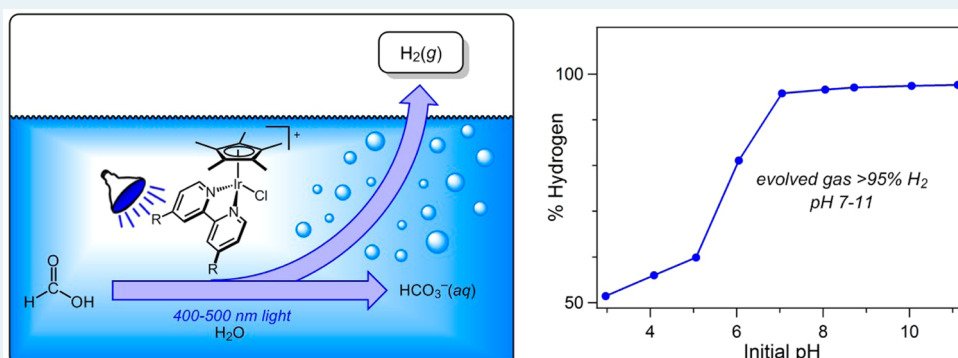 H₂(g)
+
Ir
N
Cl
N
R
R
O
H
OH
HCO₃⁻(aq)
400-500 nm light
H₂O
% Hydrogen
100
50
evolved gas >95% H₂
pH 7-11
4 6 8 10
Initial pH